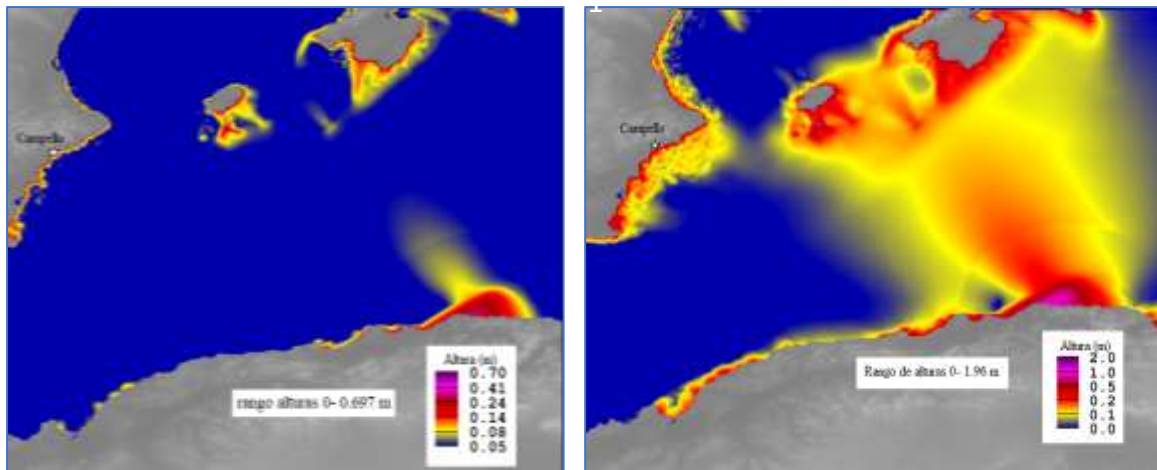 Campello
rango alturas 0- 0.697 m
Altura (m)
0.70
0.41
0.24
0.14
0.08
0.05
1
Campello
Rango de alturas 0- 1.96 m
Altura (m)
2.0
1.0
0.5
0.2
0.1
0.0